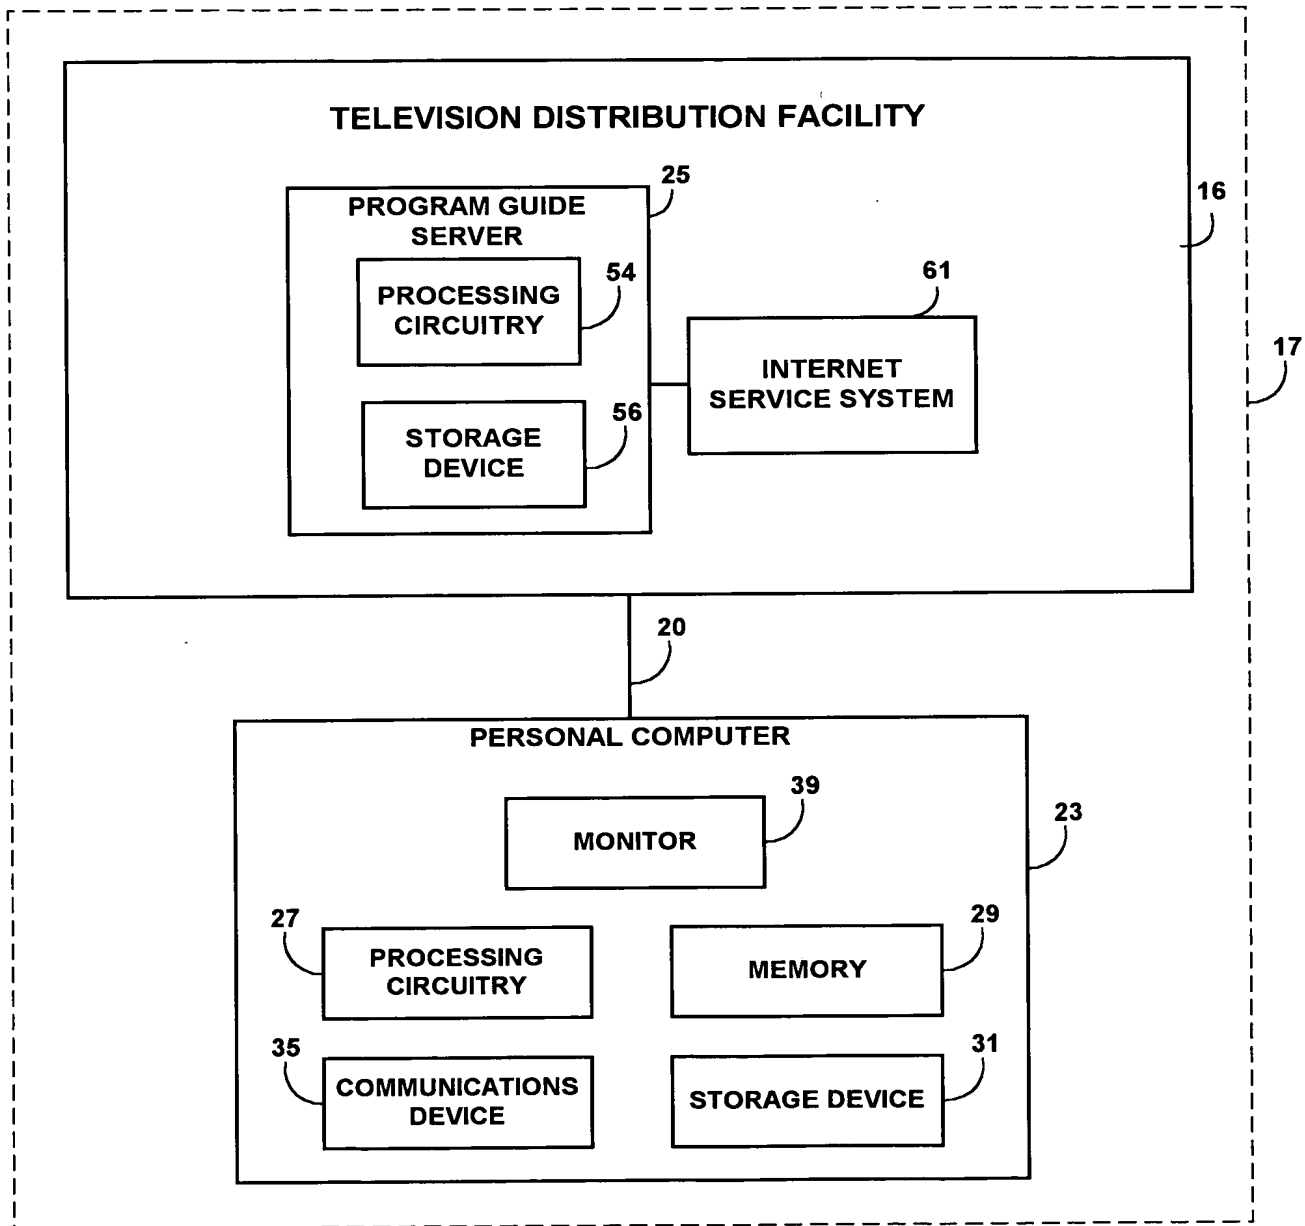 TELEVISION DISTRIBUTION FACILITY
25
PROGRAM GUIDE
SERVER
16
54
PROCESSING
CIRCUITRY
61
INTERNET
SERVICE SYSTEM
17
56
STORAGE
DEVICE
20
PERSONAL COMPUTER
39
MONITOR
23
27
PROCESSING
CIRCUITRY
29
MEMORY
35
COMMUNICATIONS
DEVICE
31
STORAGE DEVICE